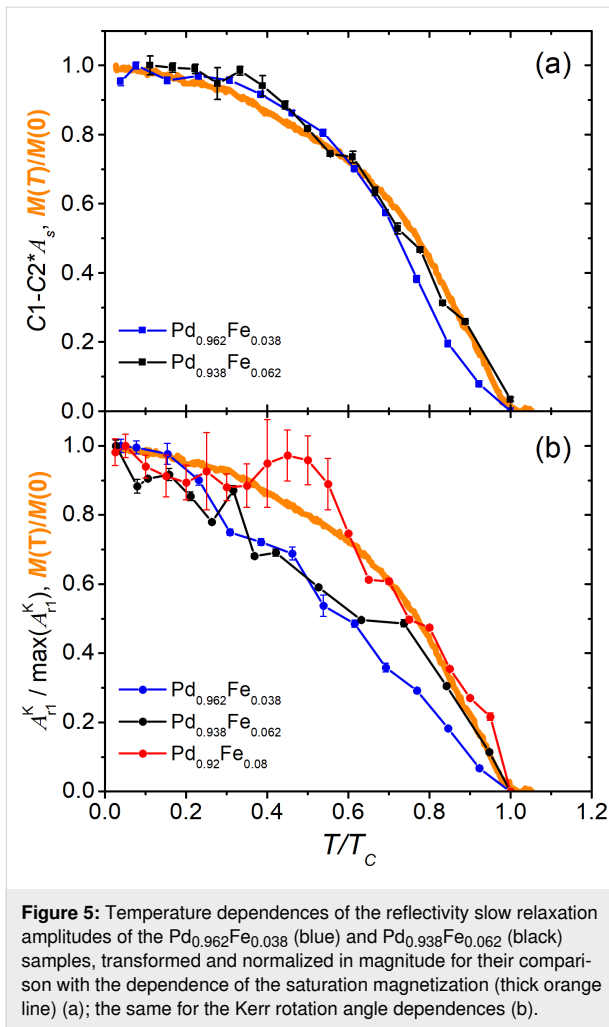 (a)
C1-C2*A_s, M(T)/M(0)
1.0
0.8
0.6
0.4
0.2
0.0
Pd0.962Fe0.038
Pd0.938Fe0.062
(b)
A_r1^K / max(A_r1^K), M(T)/M(0)
1.0
0.8
0.6
0.4
0.2
0.0
Pd0.962Fe0.038
Pd0.938Fe0.062
Pd0.92Fe0.08
0.0 0.2 0.4 0.6 0.8 1.0 1.2
T/T_C
Figure 5: Temperature dependences of the reflectivity slow relaxation
amplitudes of the Pd0.962Fe0.038 (blue) and Pd0.938Fe0.062 (black)
samples, transformed and normalized in magnitude for their compari-
son with the dependence of the saturation magnetization (thick orange
line) (a); the same for the Kerr rotation angle dependences (b).